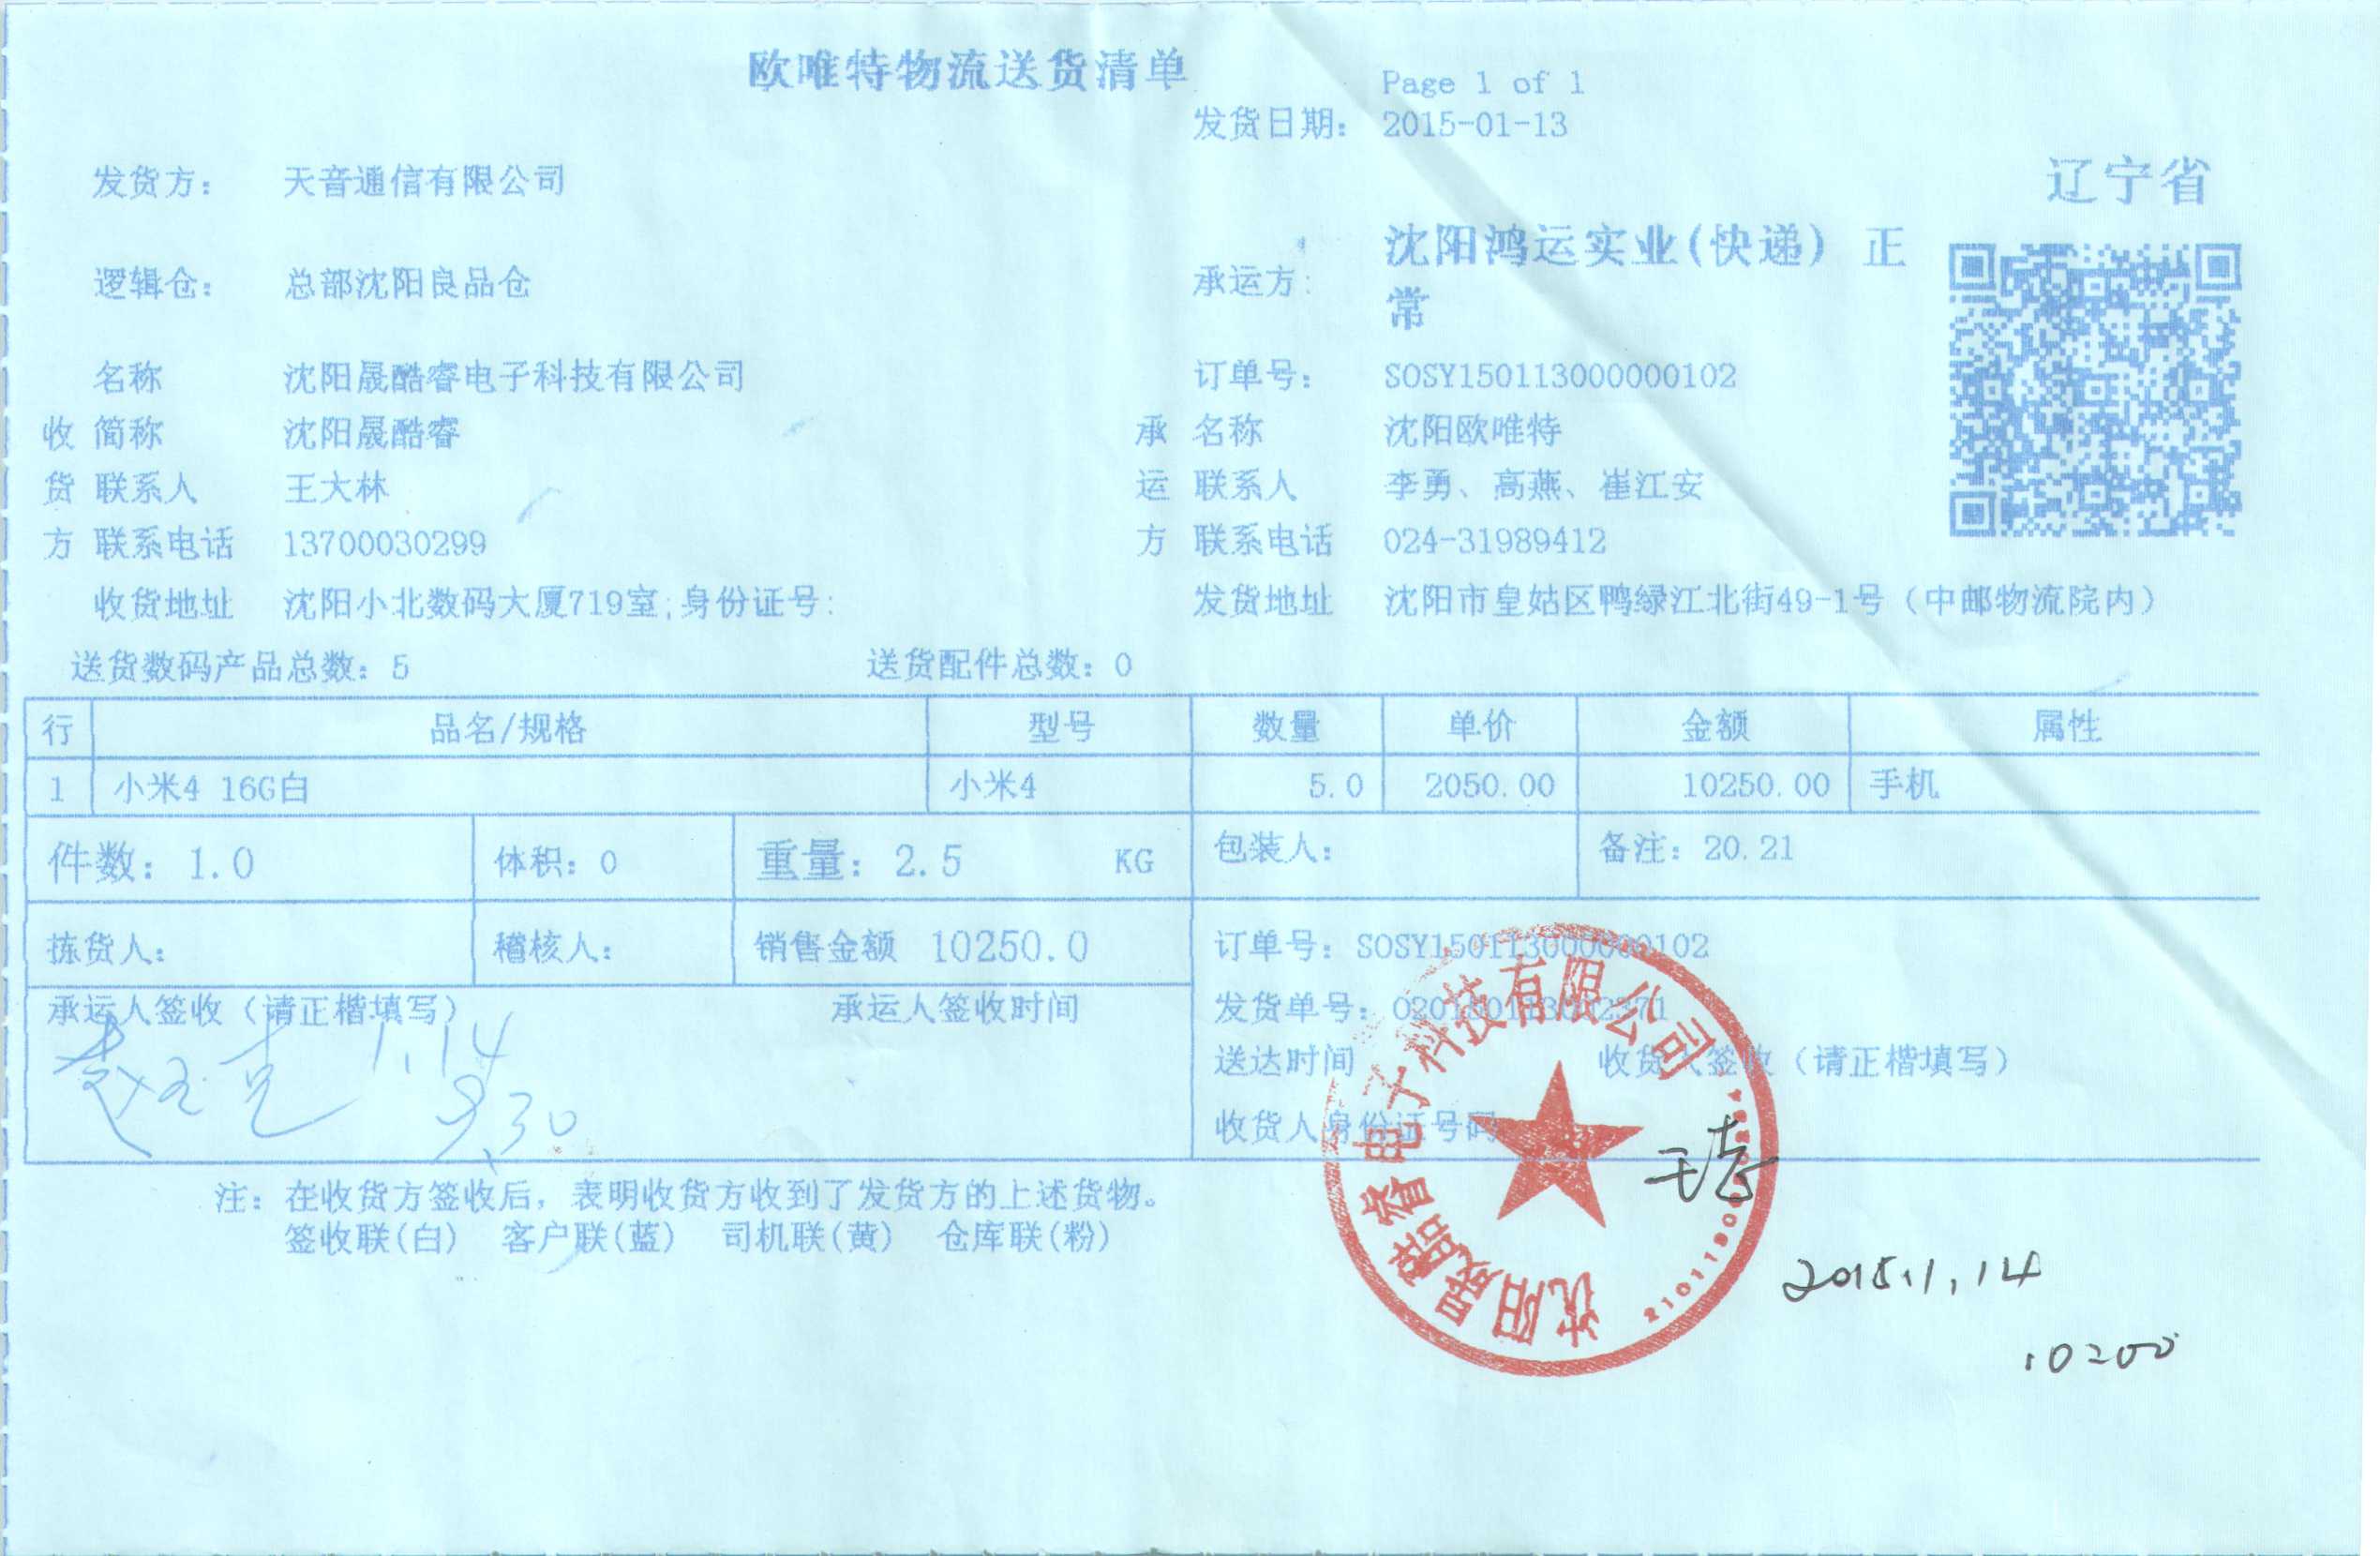 欧唯特物流送货清单
Page 1 of 1
发货日期： 2015-01-13
发货方： 天音通信有限公司
辽宁省
逻辑仓： 总部沈阳良品仓
承运方： 沈阳鸿运实业(快递) 正
常
名称 沈阳晟酷睿电子科技有限公司
订单号： SOSY150113000000102
收 简称 沈阳晟酷睿
承 名称 沈阳欧唯特
货 联系人 王大林
运 联系人 李勇、高燕、崔江安
方 联系电话 13700030299
方 联系电话 024-31989412
收货地址 沈阳小北数码大厦719室;身份证号:
发货地址 沈阳市皇姑区鸭绿江北街49-1号（中邮物流院内）
送货数码产品总数：5 送货配件总数：0
行 品名/规格 型号 数量 单价 金额 属性
1 小米4 16G白 小米4 5.0 2050.00 10250.00 手机
件数：1.0 体积：0 重量：2.5 KG 包装人： 备注：20.21
拣货人： 稽核人： 销售金额 10250.0
订单号：SOSY150113000000102
承运人签收（请正楷填写） 承运人签收时间
发货单号：
送达时间 收货人签收（请正楷填写）
收货人身份证号码
1.14
9.30
注：在收货方签收后，表明收货方收到了发货方的上述货物。
签收联(白) 客户联(蓝) 司机联(黄) 仓库联(粉)
沈阳晟酷睿电子科技有限公司
2015.1.14
10200